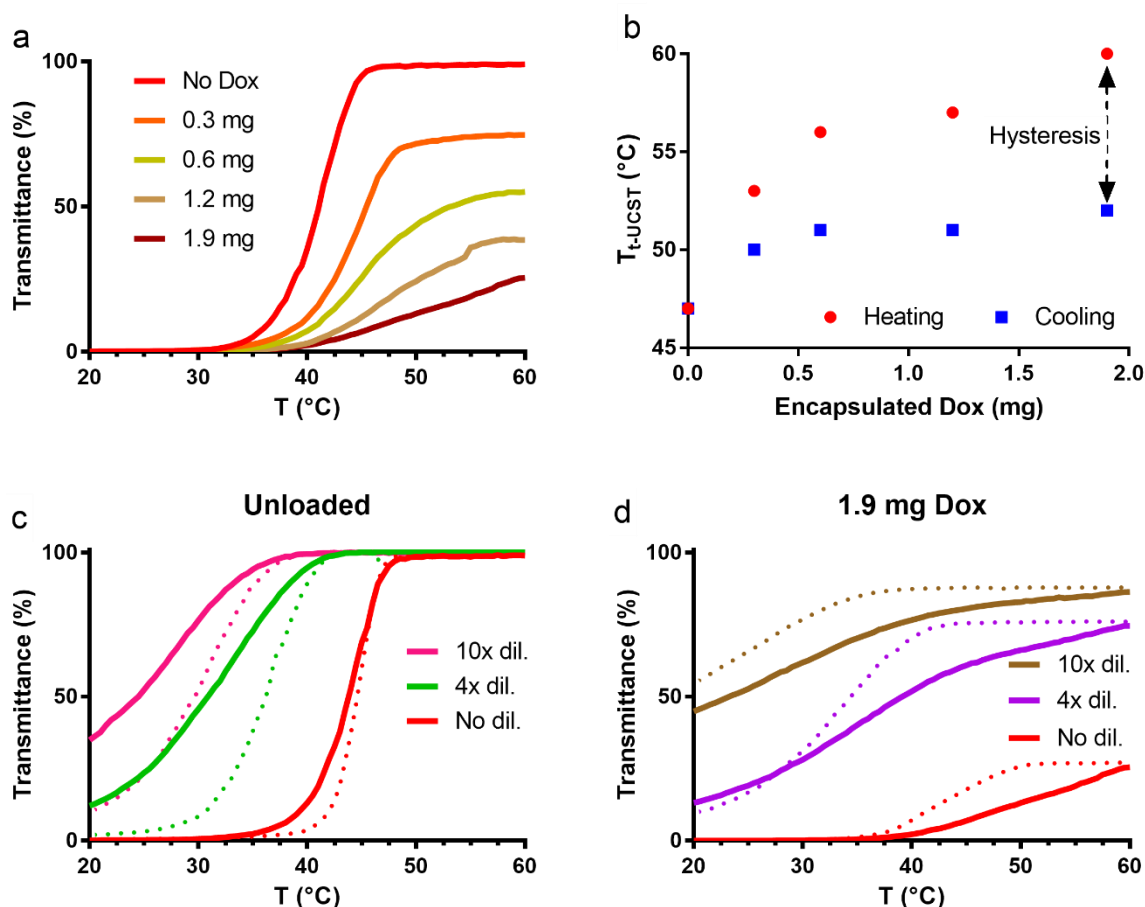 a
100
50
0
Transmittance (%)
No Dox
0.3 mg
0.6 mg
1.2 mg
1.9 mg
20 30 40 50 60
T (°C)
b
60
55
50
45
Tt-UCST (°C)
Hysteresis
Heating Cooling
0.0 0.5 1.0 1.5 2.0
Encapsulated Dox (mg)
c
Unloaded
100
50
0
Transmittance (%)
10x dil.
4x dil.
No dil.
20 30 40 50 60
T (°C)
d
1.9 mg Dox
100
50
0
Transmittance (%)
10x dil.
4x dil.
No dil.
20 30 40 50 60
T (°C)